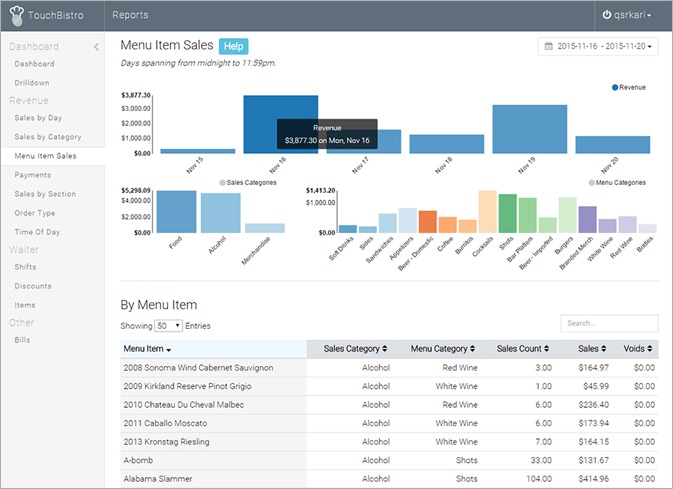 TouchBistro
Reports
qsrkarl
Dashboard
Dashboard
Drilldown
Revenue
Sales by Day
Sales by Category
Menu Item Sales
Payments
Sales by Section
Order Type
Time Of Day
Waiter
Shifts
Discounts
Items
Other
Bills
Menu Item Sales Help
2015-11-16 - 2015-11-20
Days spanning from midnight to 11:59pm.
Revenue
$3,877.30
$3,000.00
$2,000.00
$1,000.00
$0.00
Revenue
$3,877.30 on Mon, Nov 16
Nov 15 Nov 16 Nov 17 Nov 18 Nov 19 Nov 20
Sales Categories
$5,298.09
$4,000.00
$2,000.00
$0.00
Food Alcohol Merchandise
Menu Categories
$1,413.20
$1,000.00
$0.00
Soft Drinks Sides Sandwiches Appetizers Beer - Domestic Coffee Burritos Cocktails Shots Bar Platters Beer - Imported Burgers Branded Merch White Wine Red Wine Bottles
By Menu Item
Showing 50 Entries
Search...
Menu Item Sales Category Menu Category Sales Count Sales Voids
2008 Sonoma Wind Cabernet Sauvignon Alcohol Red Wine 3.00 $164.97 $0.00
2009 Kirkland Reserve Pinot Grigio Alcohol White Wine 1.00 $45.99 $0.00
2010 Chateau Du Cheval Malbec Alcohol Red Wine 6.00 $236.40 $0.00
2011 Caballo Moscato Alcohol White Wine 6.00 $173.94 $0.00
2013 Kronstag Riesling Alcohol White Wine 7.00 $164.15 $0.00
A-bomb Alcohol Shots 33.00 $131.67 $0.00
Alabama Slammer Alcohol Shots 104.00 $414.96 $0.00